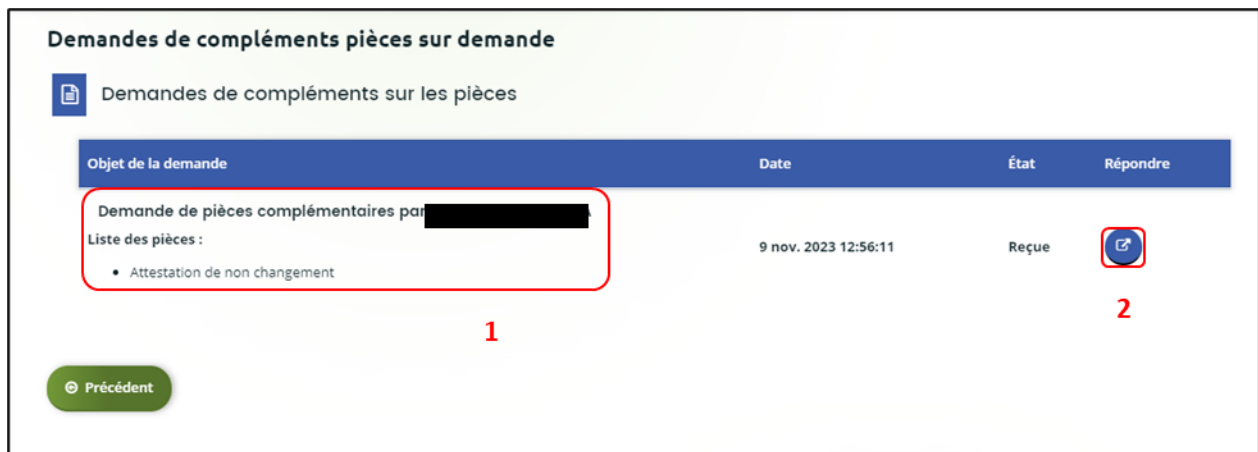 Demandes de compléments pièces sur demande
Demandes de compléments sur les pièces
Objet de la demande Date État Répondre
Demande de pièces complémentaires par
Liste des pièces :
9 nov. 2023 12:56:11 Reçue
• Attestation de non changement
1
2
Précédent